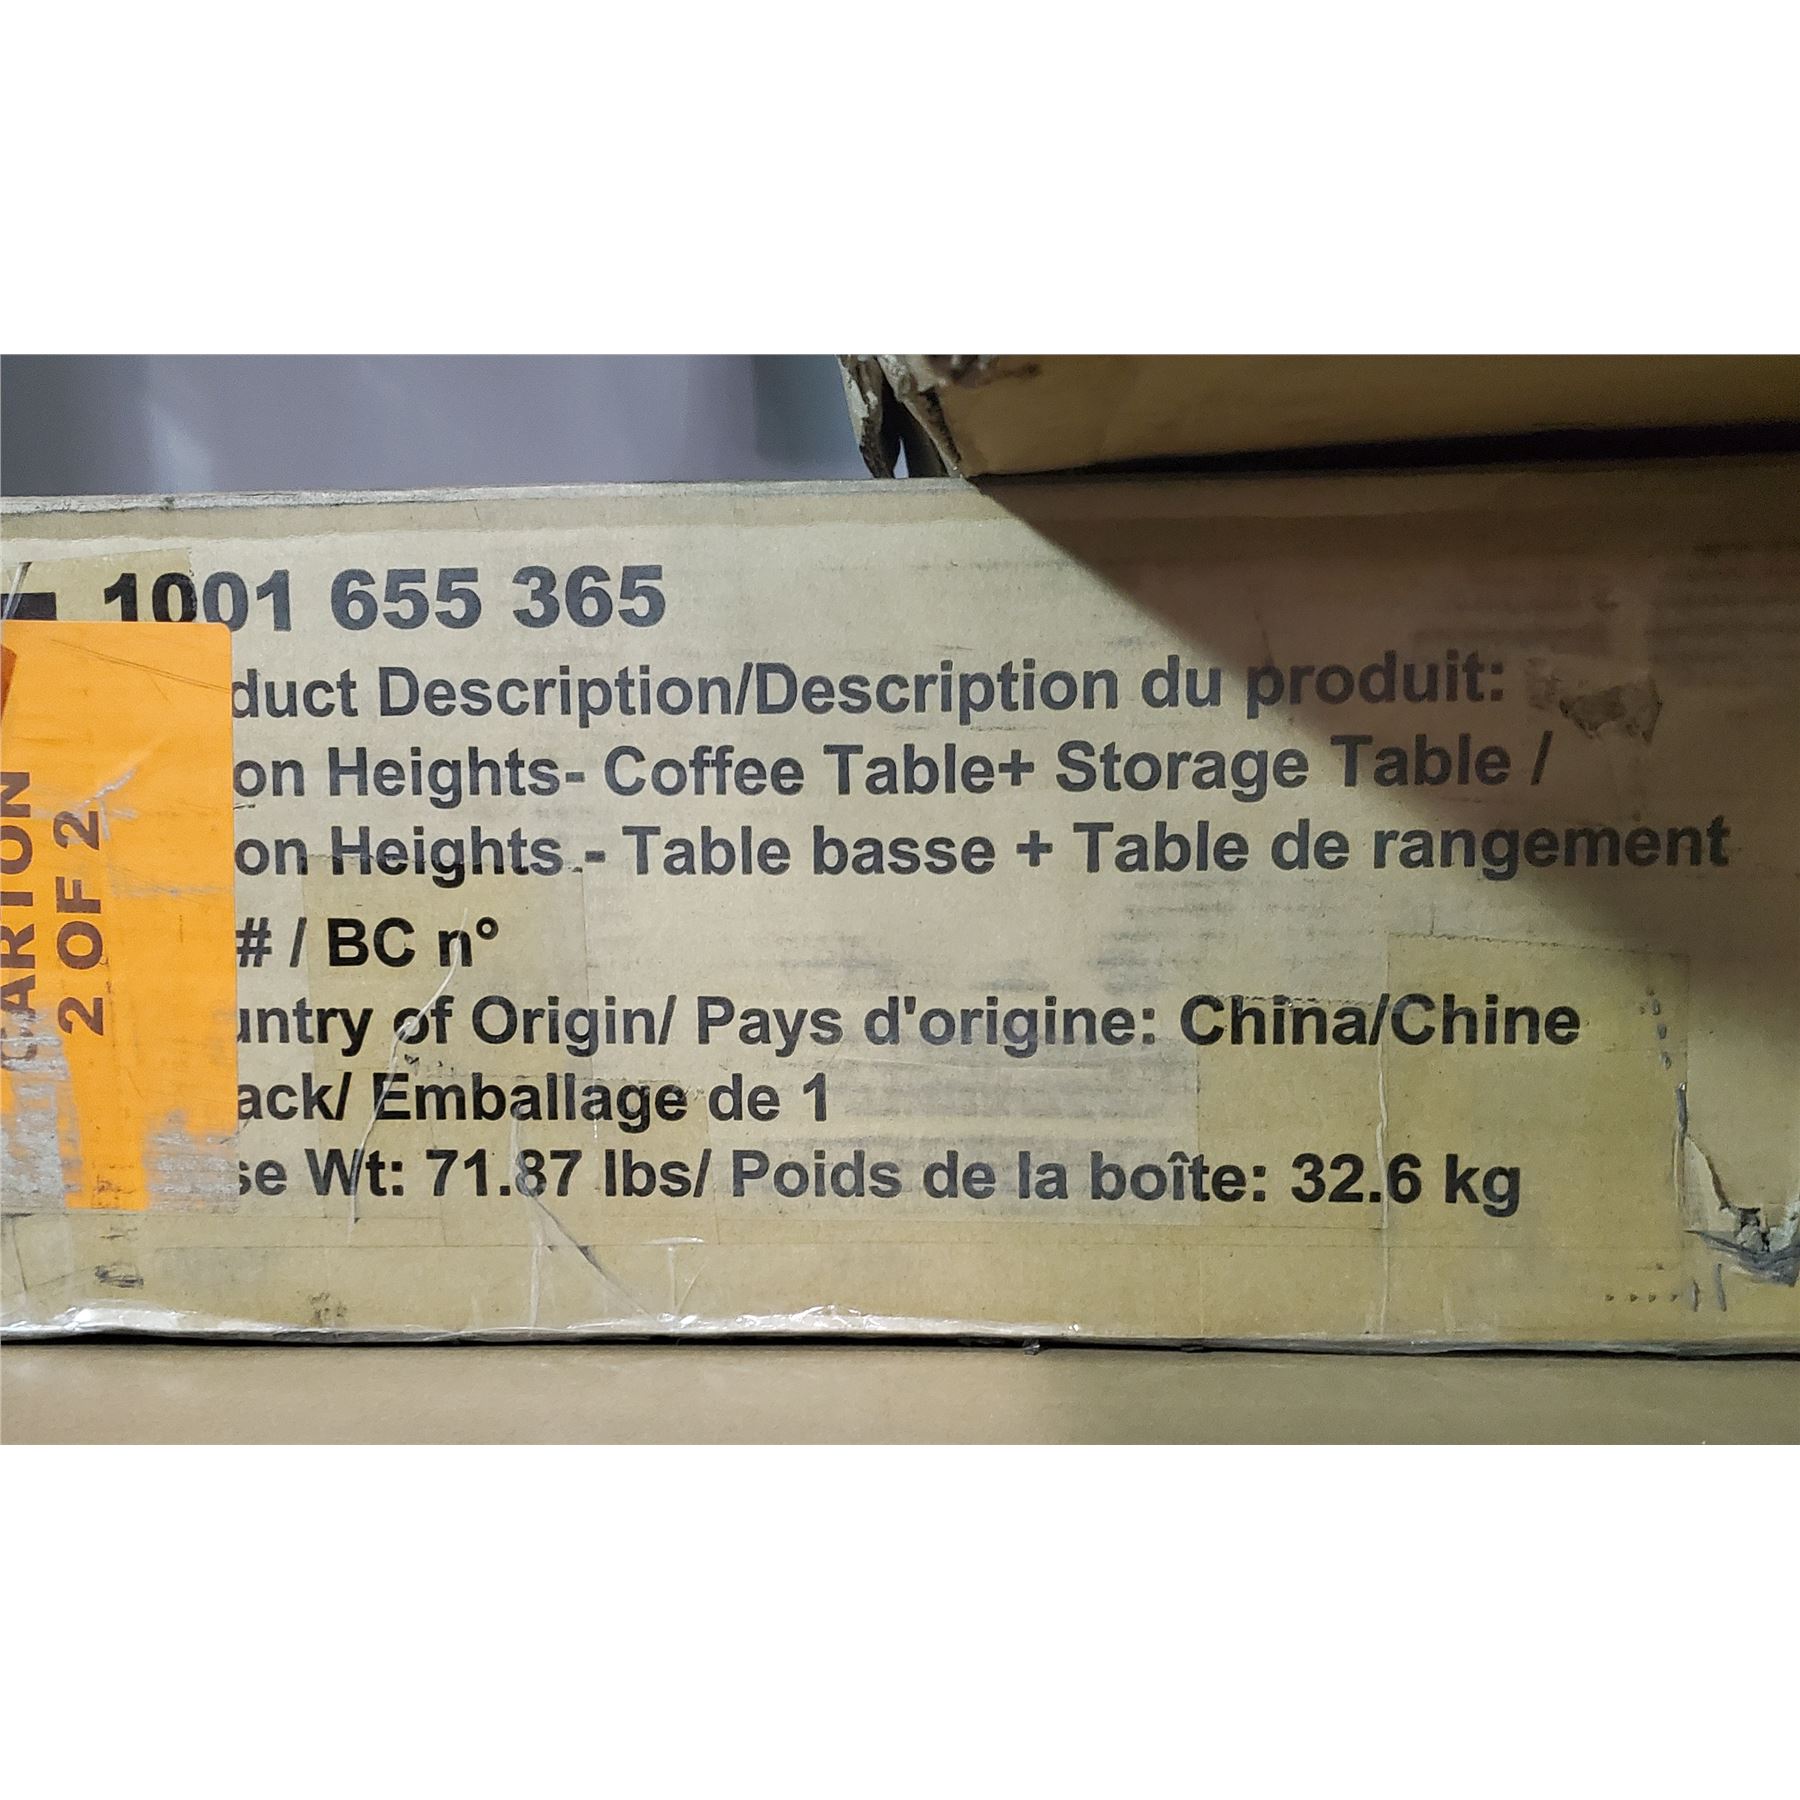 1001 655 365
duct Description/Description du produit:
on Heights- Coffee Table+ Storage Table /
on Heights - Table basse + Table de rangement
# / BC n°
untry of Origin/ Pays d'origine: China/Chine
ack/ Emballage de 1
se Wt: 71.87 lbs/ Poids de la boîte: 32.6 kg
CARTON
2 OF 2